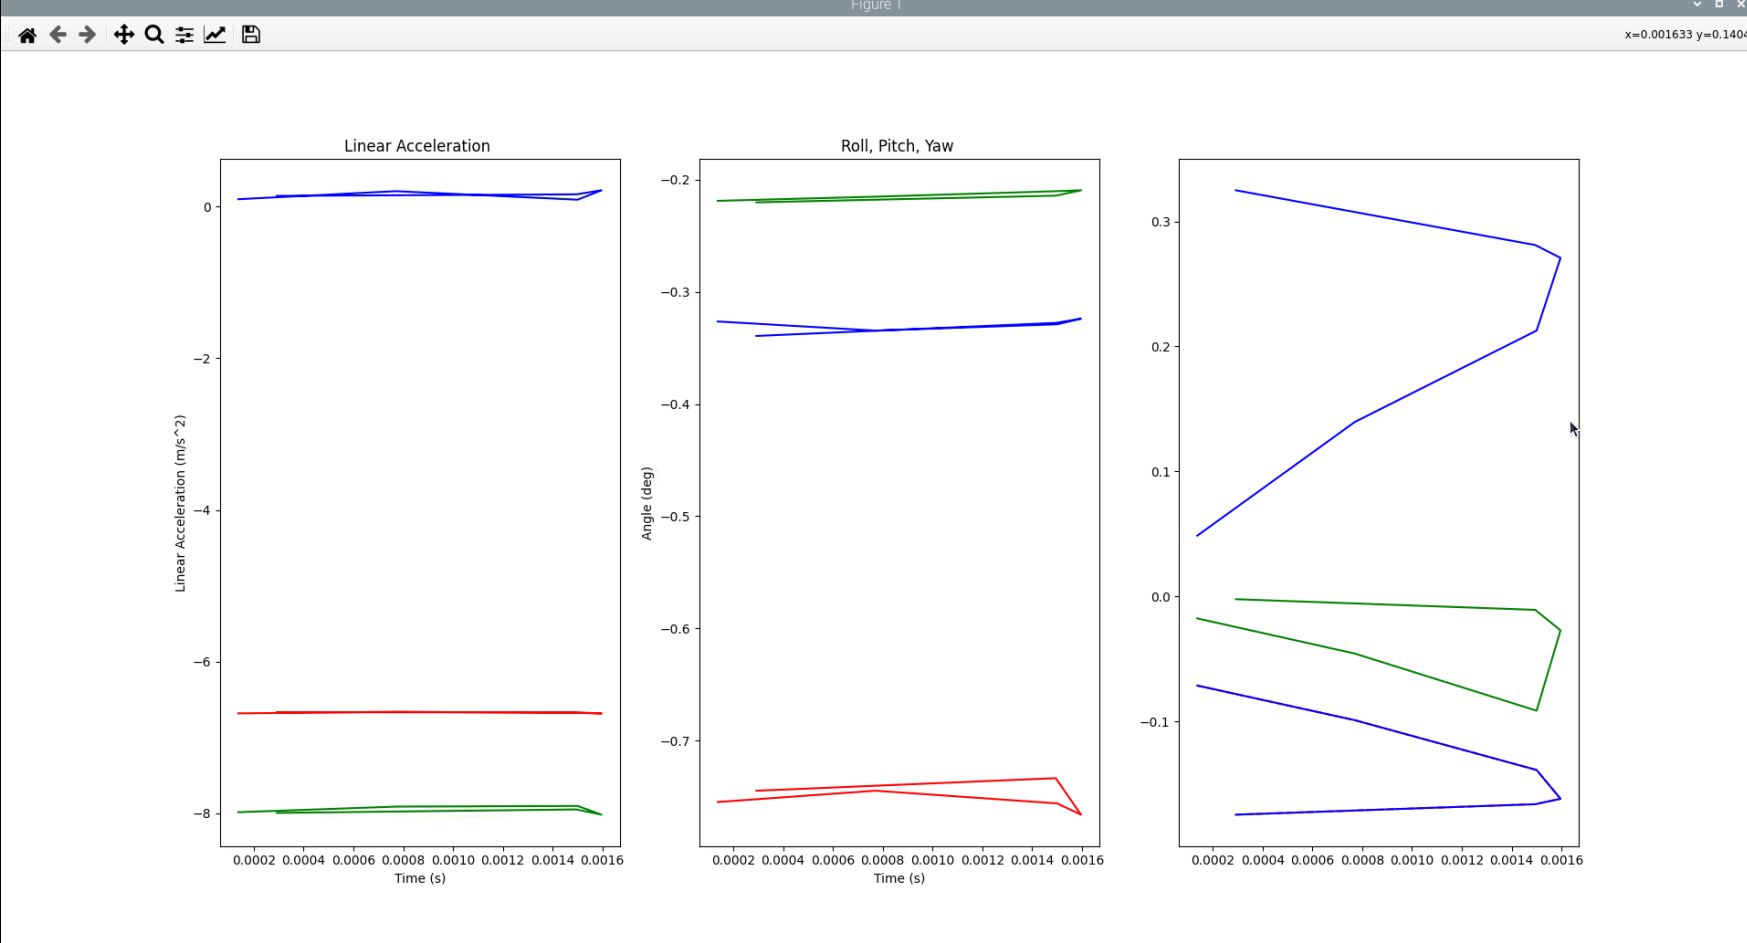 Figure 1
x=0.001633 y=0.1404
Linear Acceleration
Linear Acceleration (m/s^2)
0
−2
−4
−6
−8
0.0002 0.0004 0.0006 0.0008 0.0010 0.0012 0.0014 0.0016
Time (s)
Roll, Pitch, Yaw
Angle (deg)
−0.2
−0.3
−0.4
−0.5
−0.6
−0.7
0.0002 0.0004 0.0006 0.0008 0.0010 0.0012 0.0014 0.0016
Time (s)
0.3
0.2
0.1
0.0
−0.1
0.0002 0.0004 0.0006 0.0008 0.0010 0.0012 0.0014 0.0016